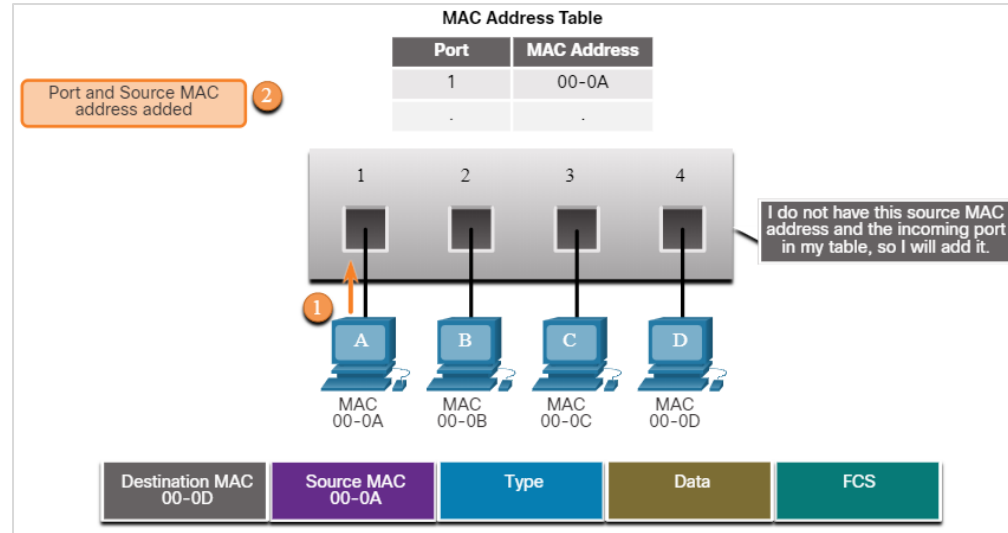 MAC Address Table
Port MAC Address
1 00-0A
. .
Port and Source MAC
address added
2
1 2 3 4
I do not have this source MAC
address and the incoming port
in my table, so I will add it.
1
A B C D
MAC MAC MAC MAC
00-0A 00-0B 00-0C 00-0D
Destination MAC Source MAC Type Data FCS
00-0D 00-0A